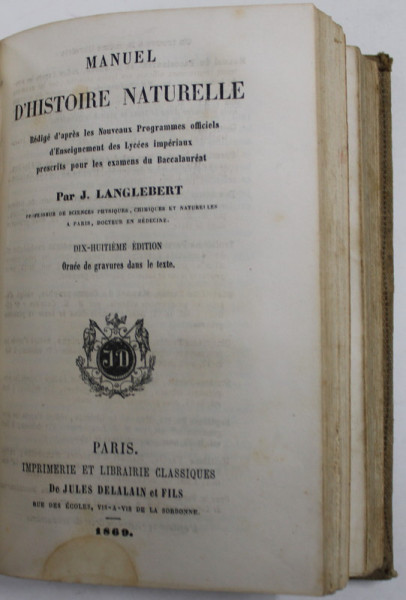 MANUEL
D'HISTOIRE NATURELLE
Rédigé d'après les Nouveaux Programmes officiels
d'Enseignement des Lycées Impériaux
prescrits pour les examens du Baccalauréat
Par J. LANGLEBERT
PROFESSEUR DE SCIENCES PHYSIQUES, CHIMIQUES ET NATURELLES
A PARIS, DOCTEUR EN MÉDECINE.
DIX-HUITIÈME ÉDITION
Ornée de gravures dans le texte.
JD
PARIS.
IMPRIMERIE ET LIBRAIRIE CLASSIQUES
De JULES DELALAIN et FILS
RUE DES ÉCOLES, VIS-A-VIS DE LA SORBONNE.
1869.